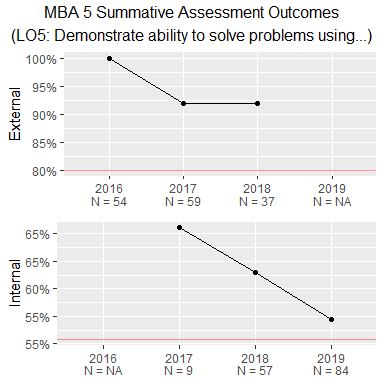 MBA 5 Summative Assessment Outcomes
(LO5: Demonstrate ability to solve problems using...)
External
100%
95%
90%
85%
80%
2016
N = 54
2017
N = 59
2018
N = 37
2019
N = NA
Internal
65%
65%
60%
55%
2016
N = NA
2017
N = 9
2018
N = 57
2019
N = 84